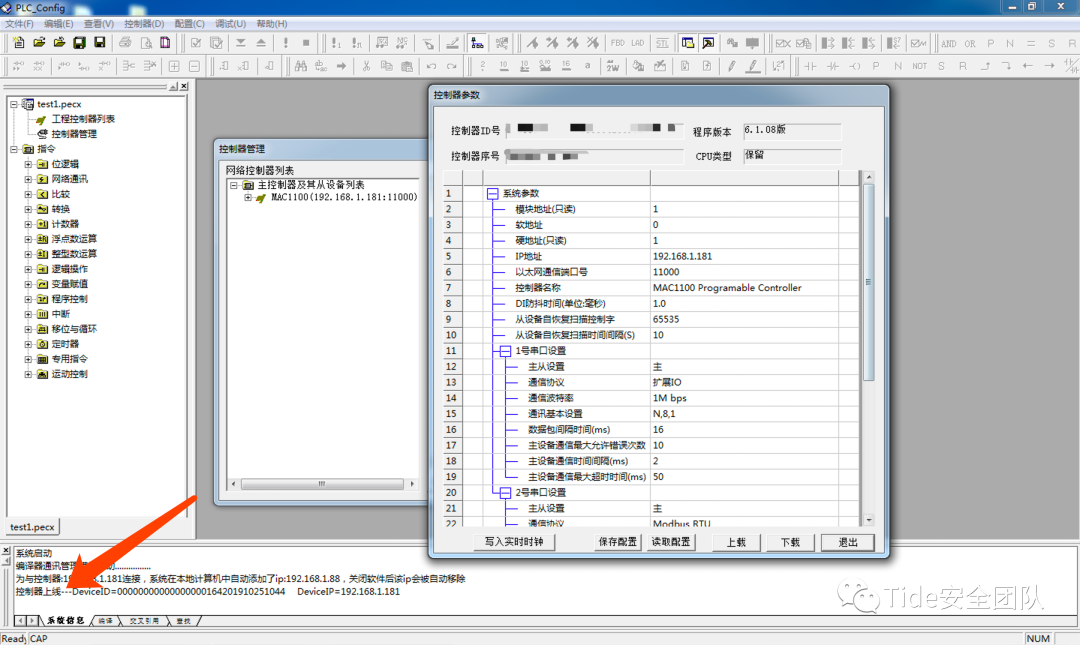 PLC_Config
文件(F) 编辑(E) 查看(V) 控制器(D) 配置(C) 调试(U) 帮助(H)
FBD LAD STL AND OR P N = S R
P N NOT S R
test1.pecx
工程控制器列表
控制器管理
指令
位逻辑
网络通讯
比较
转换
计数器
浮点数运算
整型数运算
逻辑操作
变量赋值
程序控制
中断
移位与循环
定时器
专用指令
运动控制
test1.pecx
控制器管理
网络控制器列表
主控制器及其从设备列表
MAC1100(192.168.1.181:11000)
控制器参数
控制器ID号
程序版本 6.1.08版
控制器序号
CPU类型 保留
1 系统参数
2 模块地址(只读) 1
3 软地址 0
4 硬地址(只读) 1
5 IP地址 192.168.1.181
6 以太网通信端口号 11000
7 控制器名称 MAC1100 Programable Controller
8 DI防抖时间(单位:毫秒) 1.0
9 从设备自恢复扫描控制字 65535
10 从设备自恢复扫描时间间隔(S) 10
11 1号串口设置
12 主从设置 主
13 通信协议 扩展IO
14 通信波特率 1M bps
15 通讯基本设置 N,8,1
16 数据包间隔时间(ms) 16
17 主设备通信最大允许错误次数 10
18 主设备通信时间间隔(ms) 2
19 主设备通信最大超时时间(ms) 50
20 2号串口设置
21 主从设置 主
22 通信协议 Modbus RTU
写入实时时钟 保存配置 读取配置 上载 下载 退出
系统启动
编译器通讯管理
为与控制器:19 .1.181连接，系统在本地计算机中自动添加了ip:192.168.1.88，关闭软件后该ip会被自动移除
控制器上线---DeviceID=00000000000000001642019102510​44 DeviceIP=192.168.1.181
系统信息 编译 交叉引用 查找
Tide安全团队
Ready CAP NUM